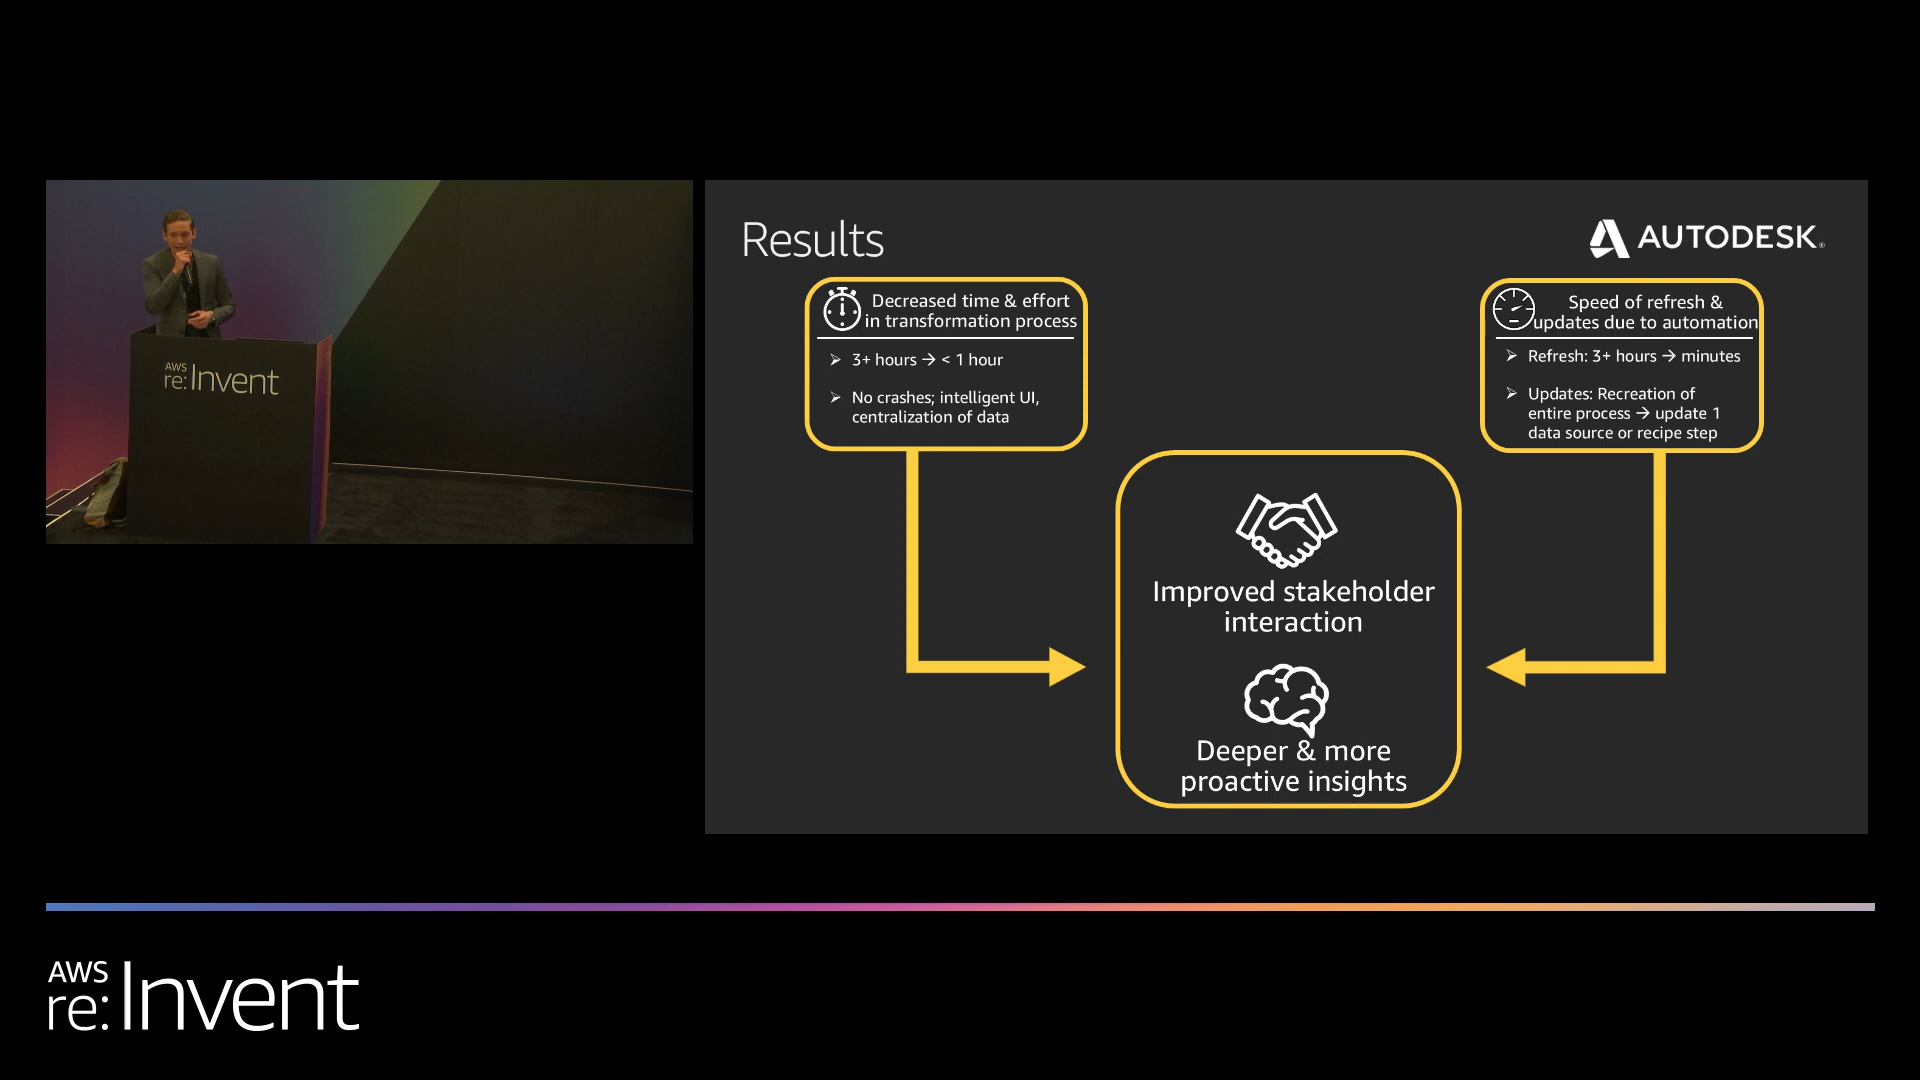 AWS
re:Invent
Results
AUTODESK.
Decreased time & effort
in transformation process
➢ 3+ hours → < 1 hour
➢ No crashes; intelligent UI,
centralization of data
Speed of refresh &
updates due to automation
➢ Refresh: 3+ hours → minutes
➢ Updates: Recreation of
entire process → update 1
data source or recipe step
Improved stakeholder
interaction
Deeper & more
proactive insights
AWS
re:Invent